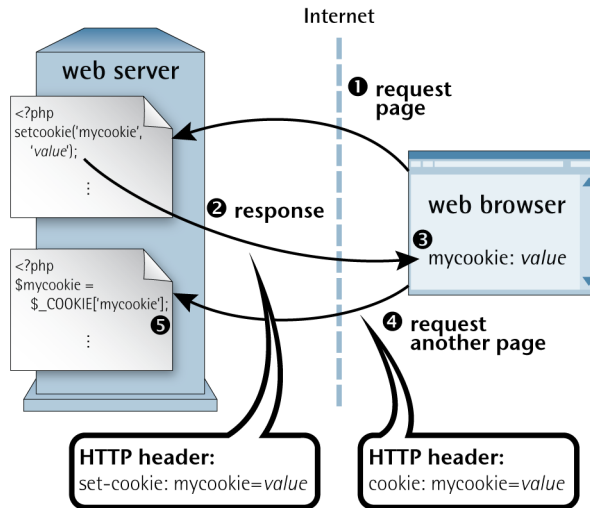 Internet
web server
❶ request
page
<?php
setcookie('mycookie',
'value');
⋮
❷ response
web browser
❸
mycookie: value
<?php
$mycookie =
$_COOKIE['mycookie'];
❺
⋮
❹ request
another page
HTTP header:
set-cookie: mycookie=value
HTTP header:
cookie: mycookie=value